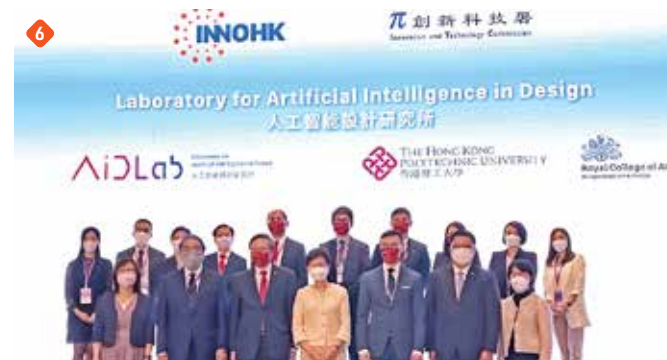 6
INNOHK
創新科技署
Innovation and Technology Commission
Laboratory for Artificial Intelligence in Design
人工智能設計研究所
AiDLab
THE HONG KONG
POLYTECHNIC UNIVERSITY
香港理工大學
Royal College of Ar